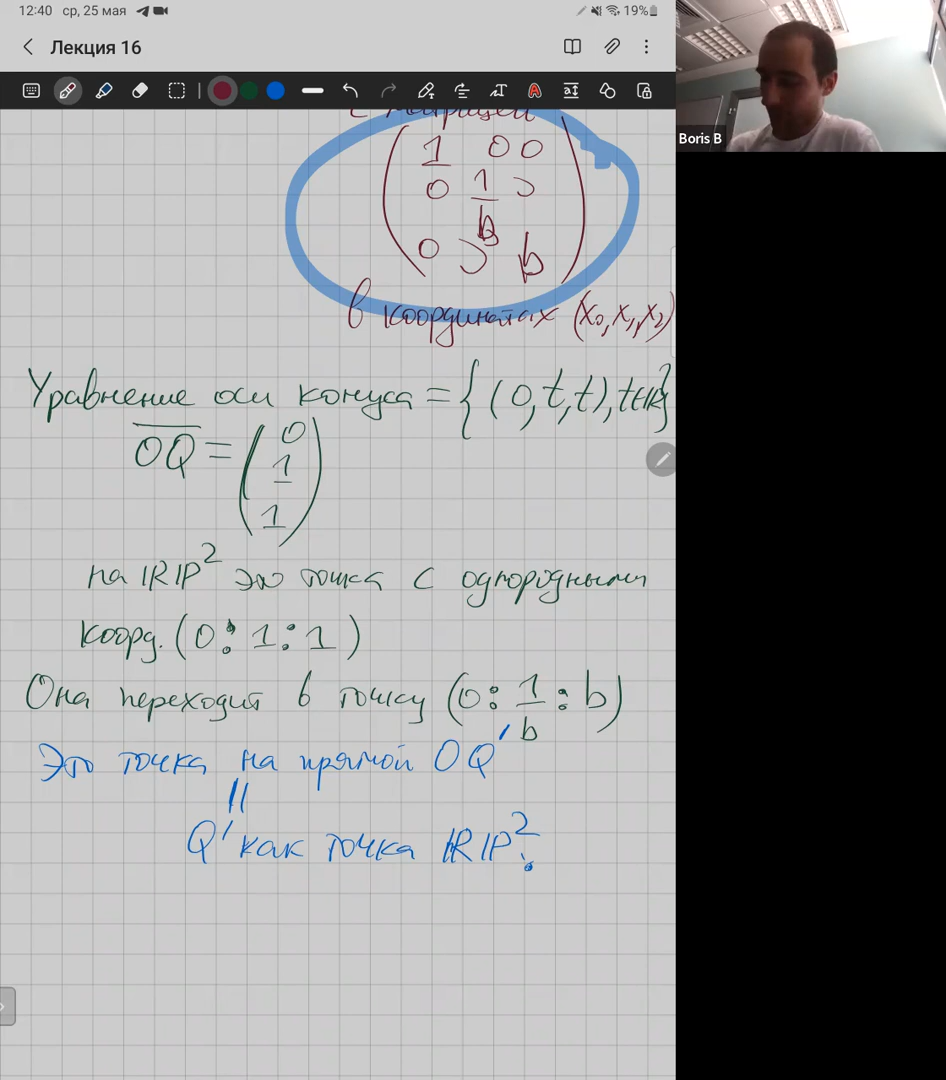 12:40 ср, 25 мая
19%
Лекция 16
Boris B
с матрицей
1 0 0
0 1/b 0
0 0 b
в координатах (x₀, x₁, x₂)
Уравнение оси конуса = { (0, t, t), t∈ℝ}
OQ = (0 1 1)
на ℝP² это точка с однородными
коорд. (0 : 1 : 1)
Она переходит в точку (0 : 1/b : b)
Это точка на прямой OQ'
||
Q' как точка ℝP².